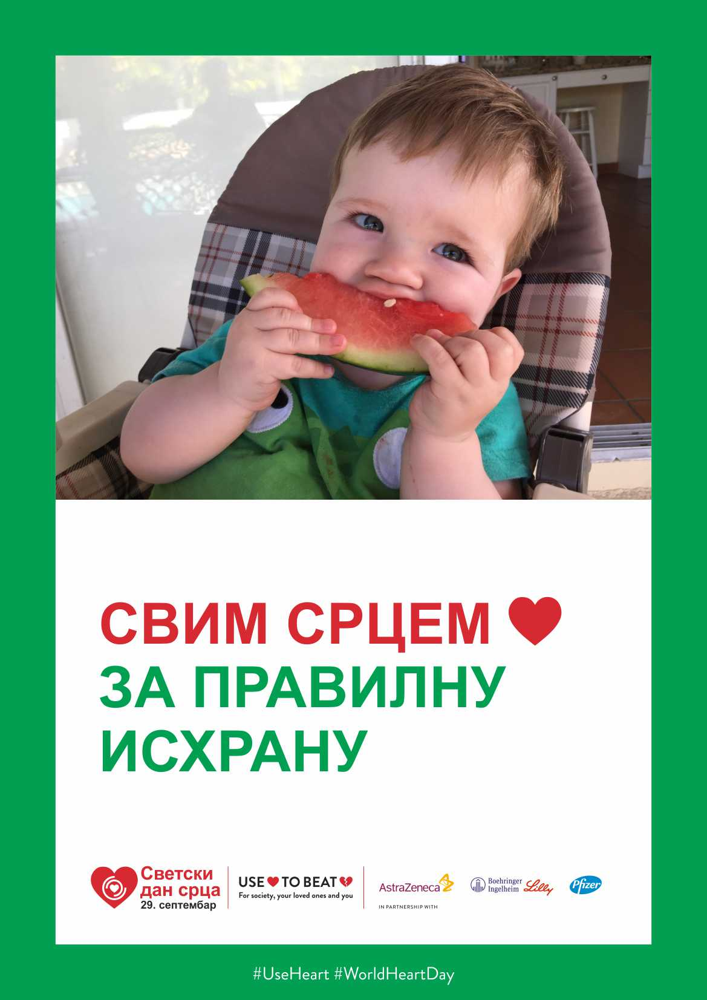 СВИМ СРЦЕМ ❤
ЗА ПРАВИЛНУ
ИСХРАНУ
Светски
дан срца
29. септембар
USE ❤ TO BEAT 💔
For society, your loved ones and you
AstraZeneca
IN PARTNERSHIP WITH
Boehringer
Ingelheim
Lilly
Pfizer
#UseHeart #WorldHeartDay